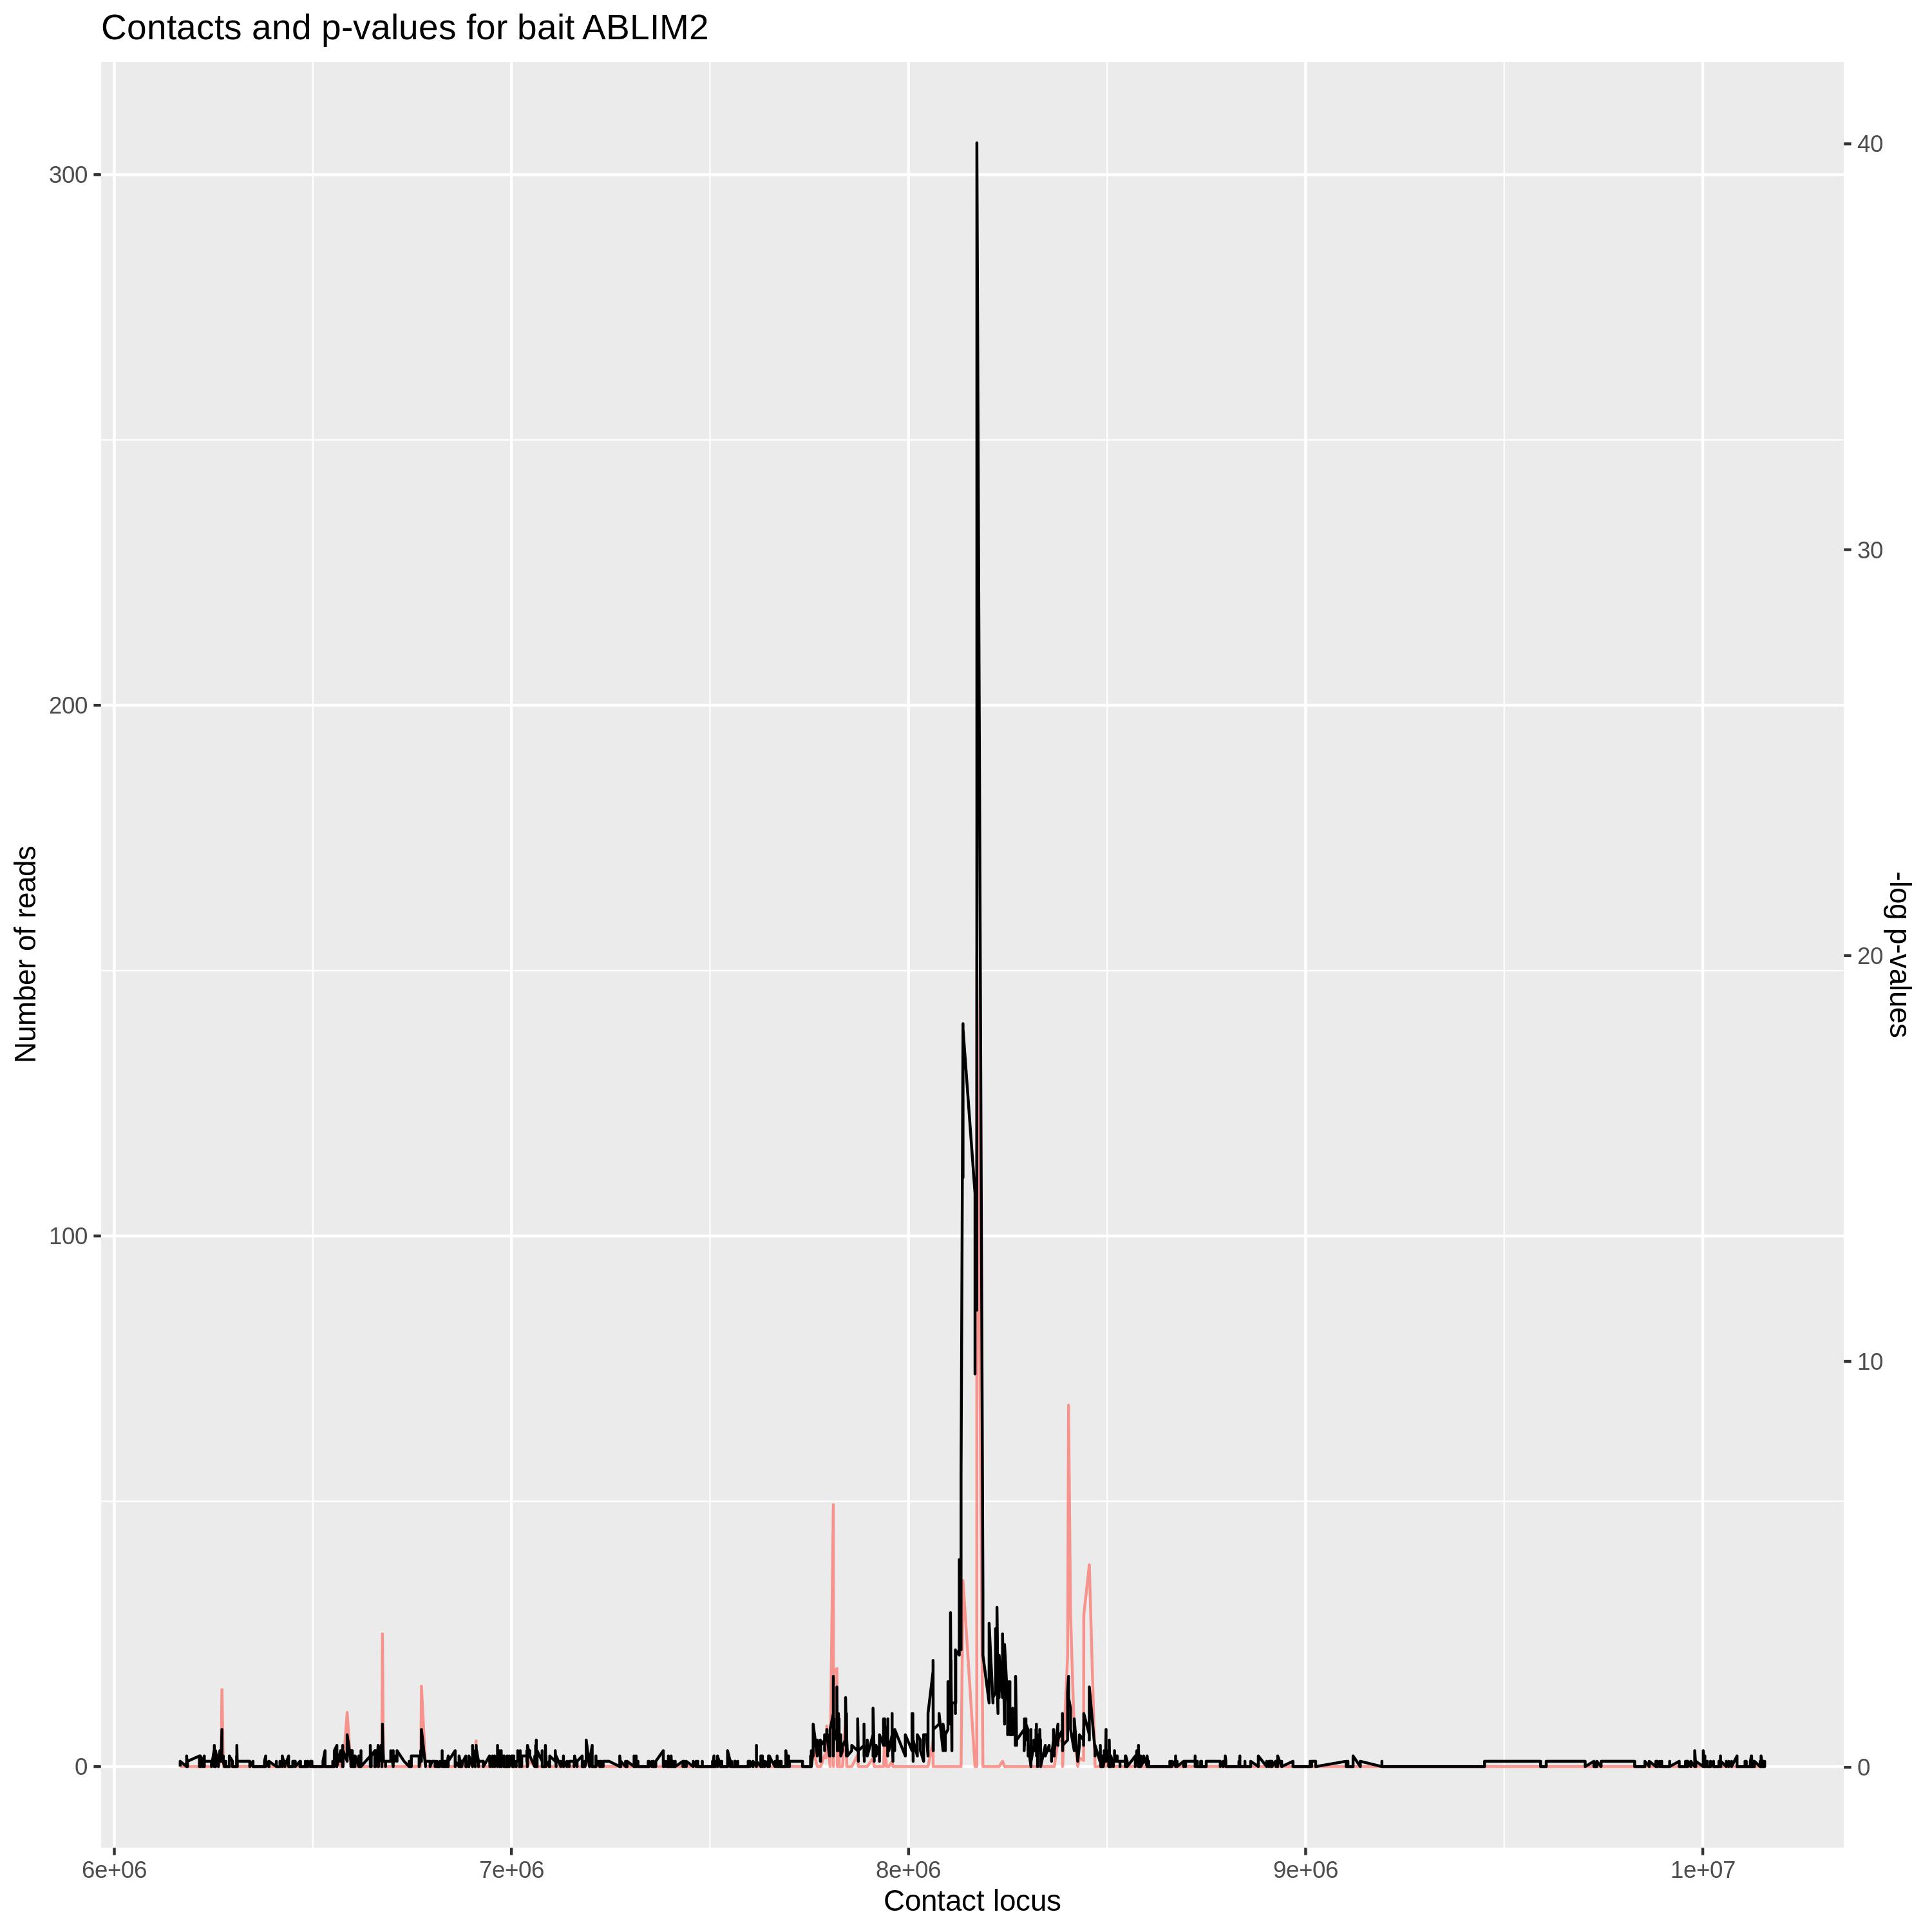 Contacts and p-values for bait ABLIM2
300
200
100
0
Number of reads
40
30
20
10
0
-log p-values
6e+06 7e+06 8e+06 9e+06 1e+07
Contact locus